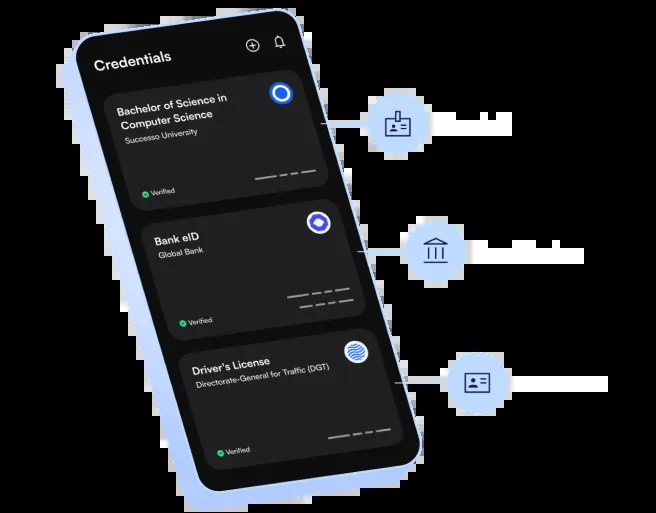 Credentials
Bachelor of Science in
Computer Science
Successo University
Verified
Bank eID
Global Bank
Verified
Driver's License
Directorate-General for Traffic (DGT)
Verified